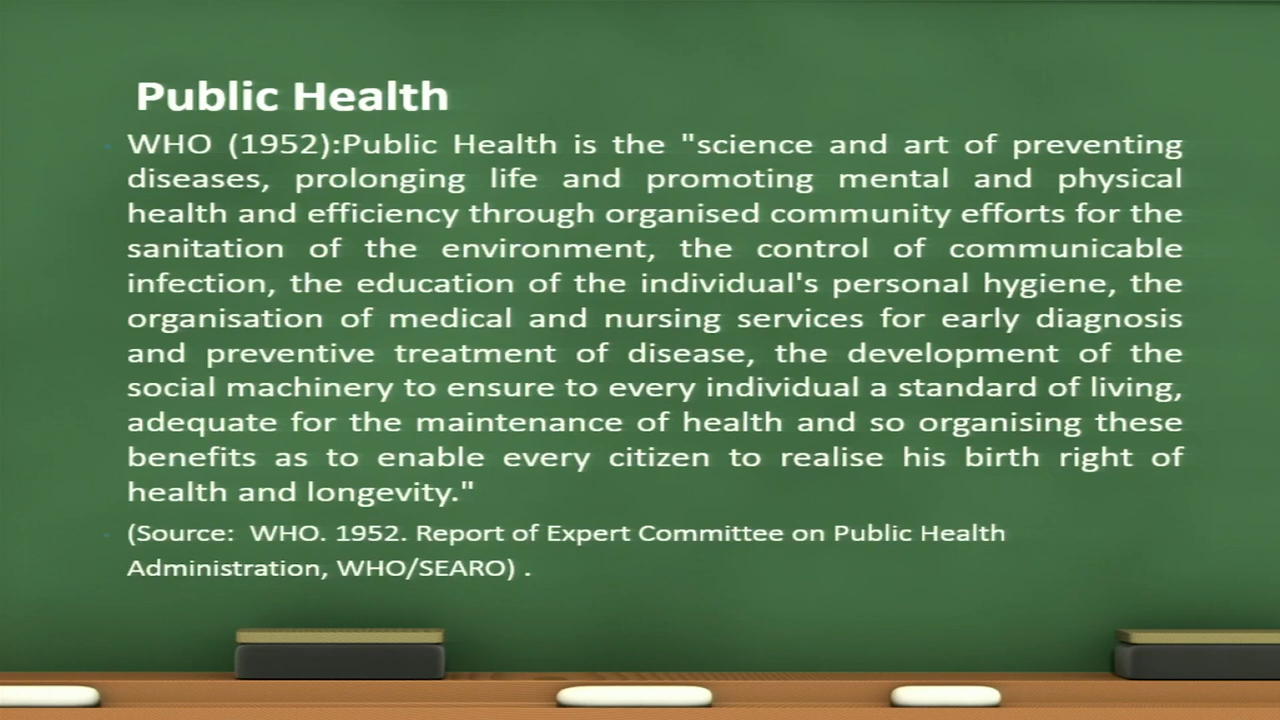 Public Health
WHO (1952):Public Health is the "science and art of preventing
diseases, prolonging life and promoting mental and physical
health and efficiency through organised community efforts for the
sanitation of the environment, the control of communicable
infection, the education of the individual's personal hygiene, the
organisation of medical and nursing services for early diagnosis
and preventive treatment of disease, the development of the
social machinery to ensure to every individual a standard of living,
adequate for the maintenance of health and so organising these
benefits as to enable every citizen to realise his birth right of
health and longevity."
(Source: WHO. 1952. Report of Expert Committee on Public Health
Administration, WHO/SEARO) .